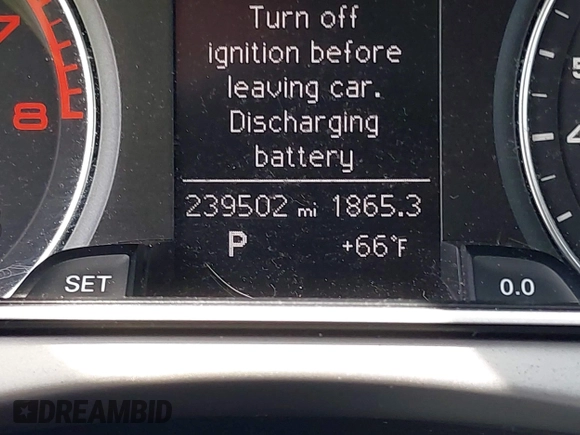 7
8
Turn off
ignition before
leaving car.
Discharging
battery
239502 mi 1865.3
P +66°F
SET
0.0
DREAMBID